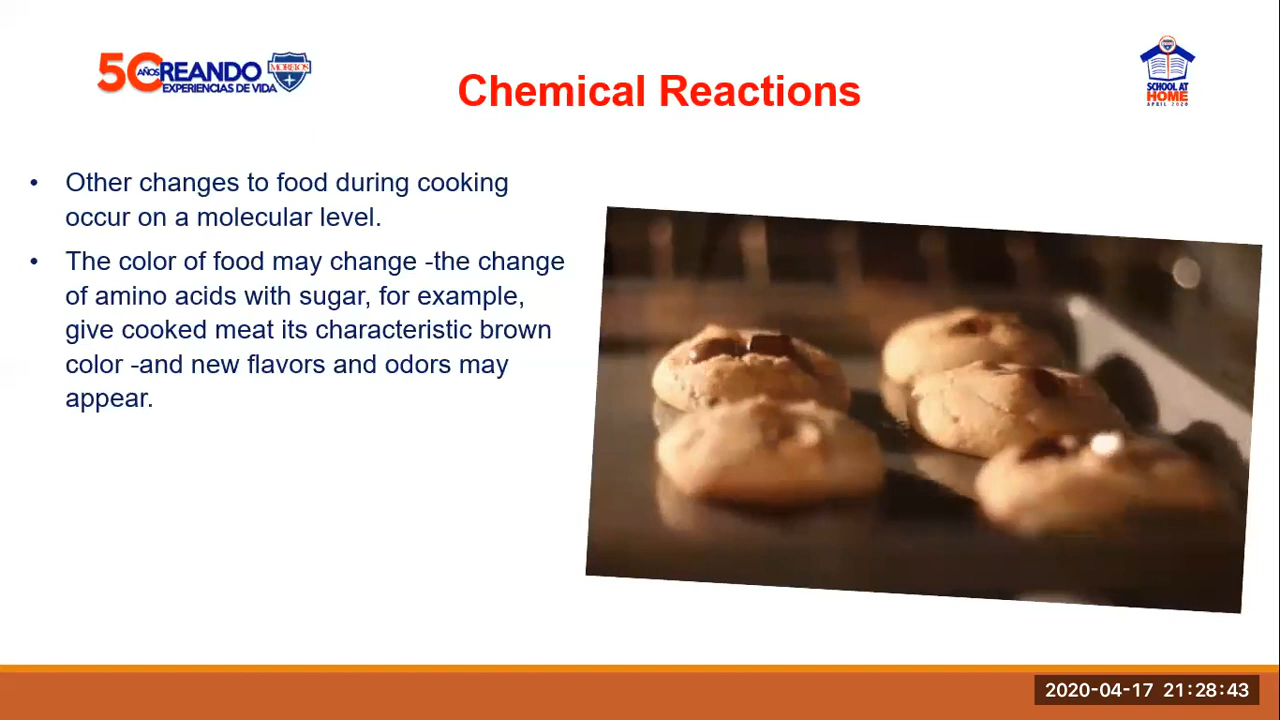 50 AÑOS CREANDO
EXPERIENCIAS DE VIDA
MORELOS
Chemical Reactions
SCHOOL AT
HOME
APRIL 2020
• Other changes to food during cooking
occur on a molecular level.
• The color of food may change -the change
of amino acids with sugar, for example,
give cooked meat its characteristic brown
color -and new flavors and odors may
appear.
2020-04-17 21:28:43